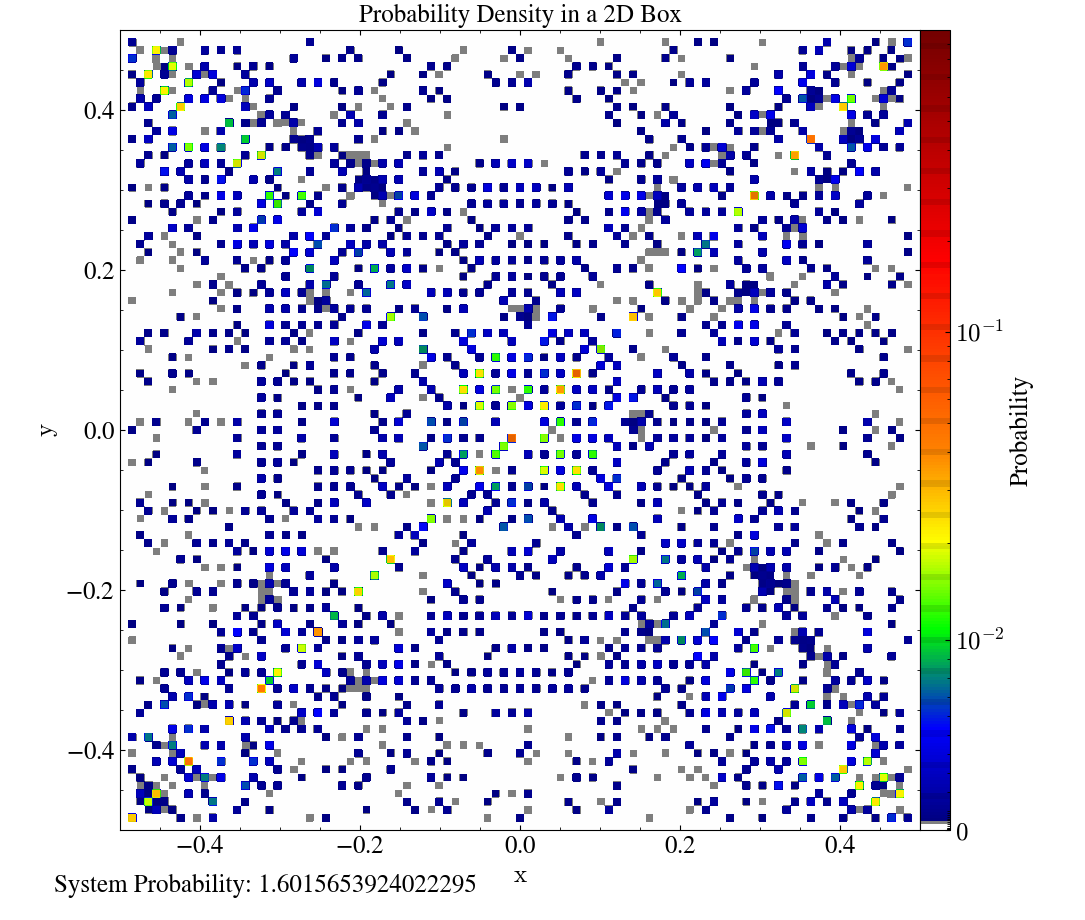 Probability Density in a 2D Box
0.4
0.2
0.0
−0.2
−0.4
y
−0.4 −0.2 0.0 0.2 0.4
x
10⁻¹
10⁻²
0
Probability
System Probability: 1.6015653924022295